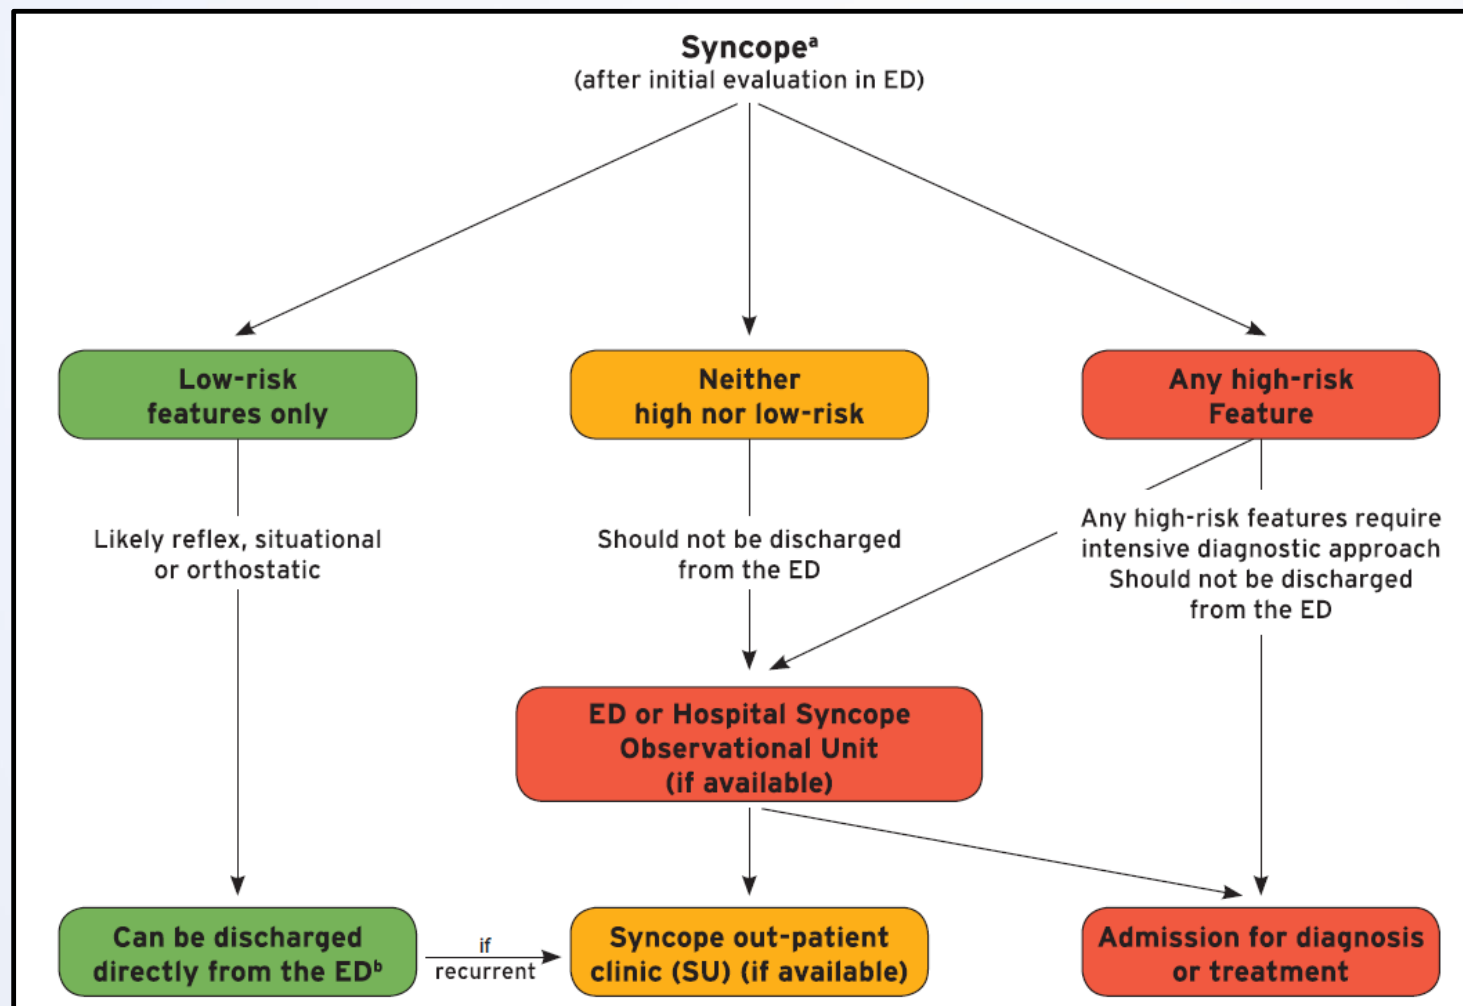 Syncopeᵃ
(after initial evaluation in ED)
Low-risk
features only
Neither
high nor low-risk
Any high-risk
Feature
Likely reflex, situational
or orthostatic
Should not be discharged
from the ED
Any high-risk features require
intensive diagnostic approach
Should not be discharged
from the ED
ED or Hospital Syncope
Observational Unit
(if available)
Can be discharged
directly from the EDᵇ
if
recurrent
Syncope out-patient
clinic (SU) (if available)
Admission for diagnosis
or treatment